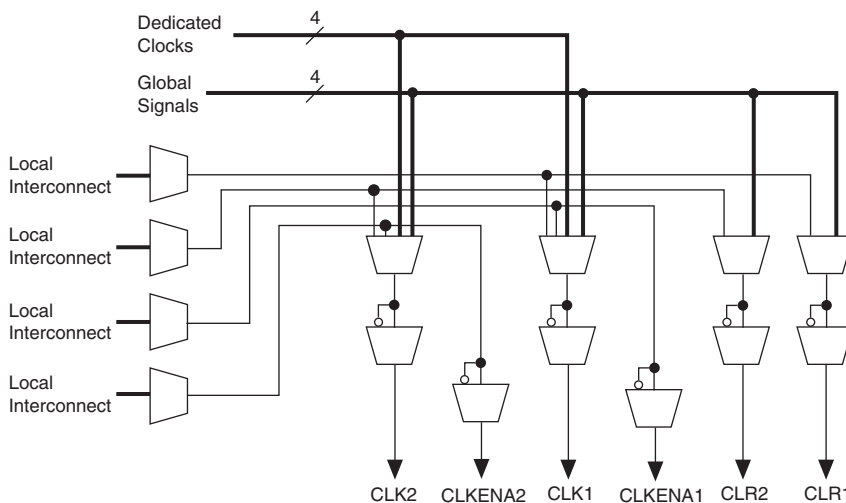 Dedicated
Clocks
4
Global
Signals
4
Local
Interconnect
Local
Interconnect
Local
Interconnect
Local
Interconnect
CLK2
CLKENA2
CLK1
CLKENA1
CLR2
CLR1